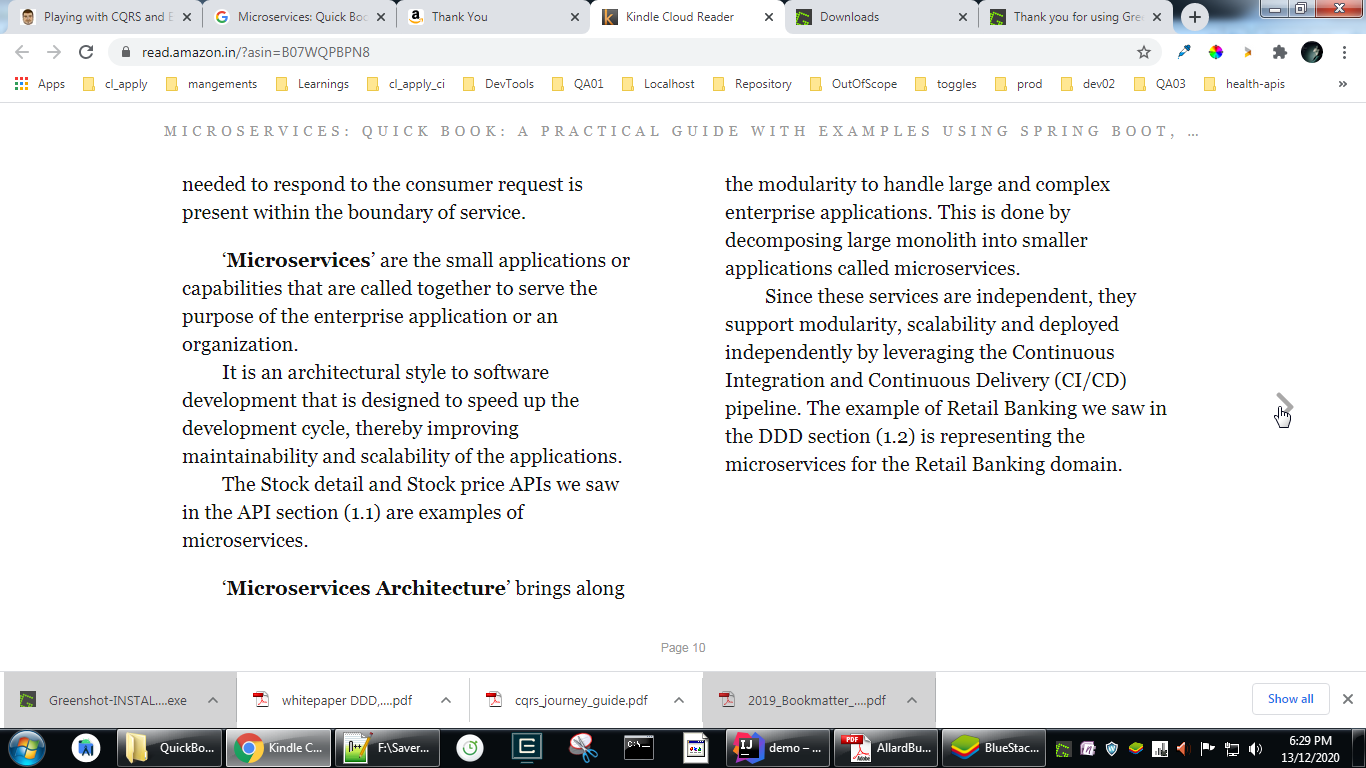 Playing with CQRS and E
Microservices: Quick Boo
Thank You
Kindle Cloud Reader
Downloads
Thank you for using Gre
read.amazon.in/?asin=B07WQPBPN8
Apps
cl_apply
mangements
Learnings
cl_apply_ci
DevTools
QA01
Localhost
Repository
OutOfScope
toggles
prod
dev02
QA03
health-apis
MICROSERVICES: QUICK BOOK: A PRACTICAL GUIDE WITH EXAMPLES USING SPRING BOOT, ...
needed to respond to the consumer request is
present within the boundary of service.
‘Microservices’ are the small applications or
capabilities that are called together to serve the
purpose of the enterprise application or an
organization.
It is an architectural style to software
development that is designed to speed up the
development cycle, thereby improving
maintainability and scalability of the applications.
The Stock detail and Stock price APIs we saw
in the API section (1.1) are examples of
microservices.
‘Microservices Architecture’ brings along
the modularity to handle large and complex
enterprise applications. This is done by
decomposing large monolith into smaller
applications called microservices.
Since these services are independent, they
support modularity, scalability and deployed
independently by leveraging the Continuous
Integration and Continuous Delivery (CI/CD)
pipeline. The example of Retail Banking we saw in
the DDD section (1.2) is representing the
microservices for the Retail Banking domain.
Page 10
Greenshot-INSTAL....exe
whitepaper DDD,....pdf
cqrs_journey_guide.pdf
2019_Bookmatter_....pdf
Show all
QuickBo...
Kindle C...
F:\Saver...
demo – ...
AllardBu...
BlueStac...
6:29 PM
13/12/2020